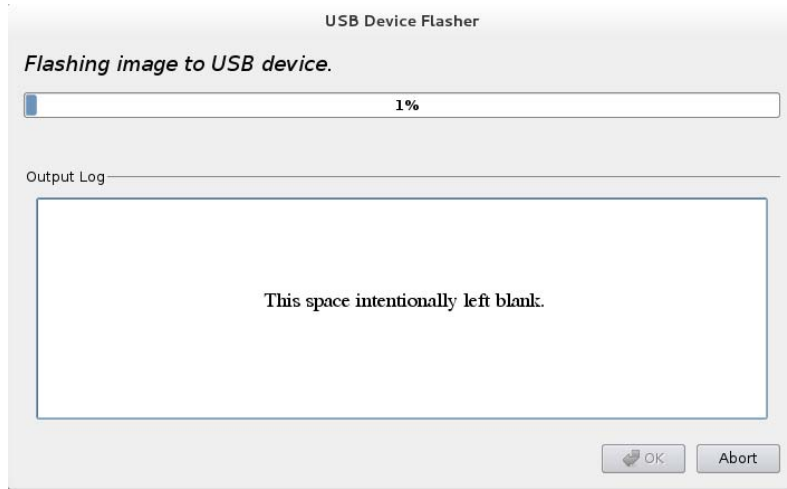 USB Device Flasher
Flashing image to USB device.
1%
Output Log
This space intentionally left blank.
OK
Abort